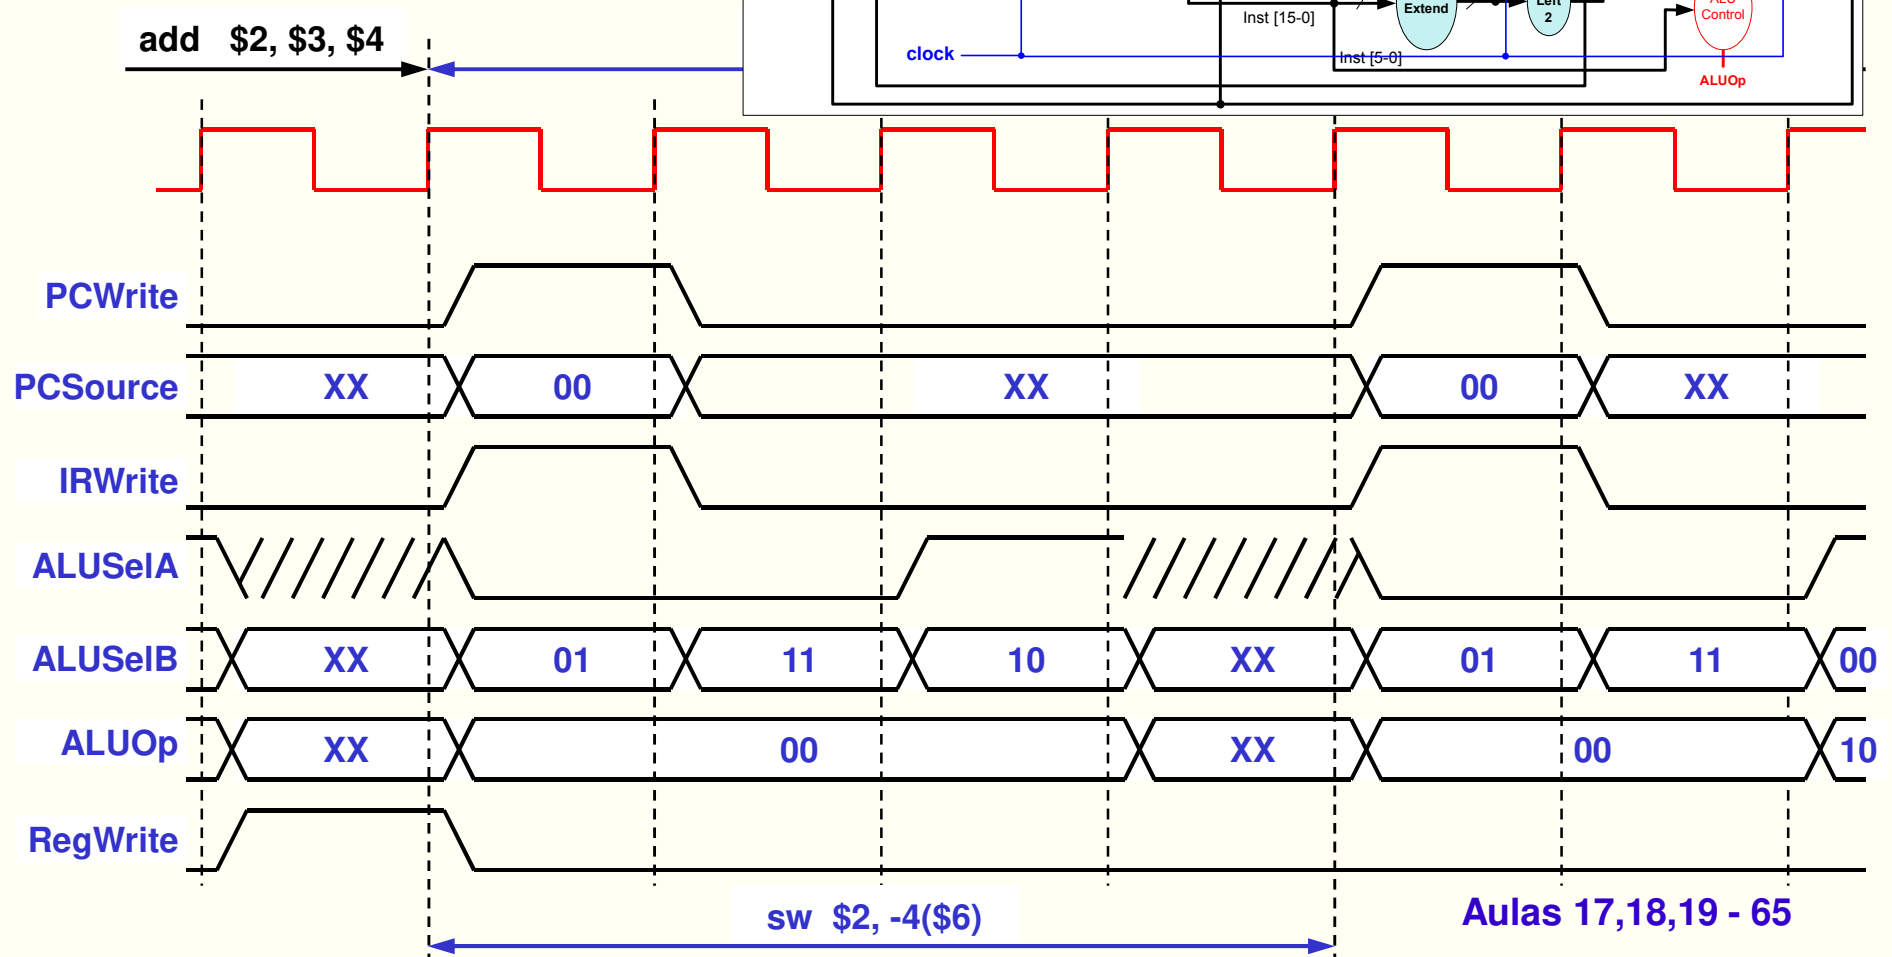 Extend
Left
2
ALU
Control
Inst [15-0]
add $2, $3, $4
clock
Inst [5-0]
ALUOp
PCWrite
PCSource XX 00 XX 00 XX
IRWrite
ALUSelA
ALUSelB XX 01 11 10 XX 01 11 00
ALUOp XX 00 XX 00 10
RegWrite
sw $2, -4($6)
Aulas 17,18,19 - 65